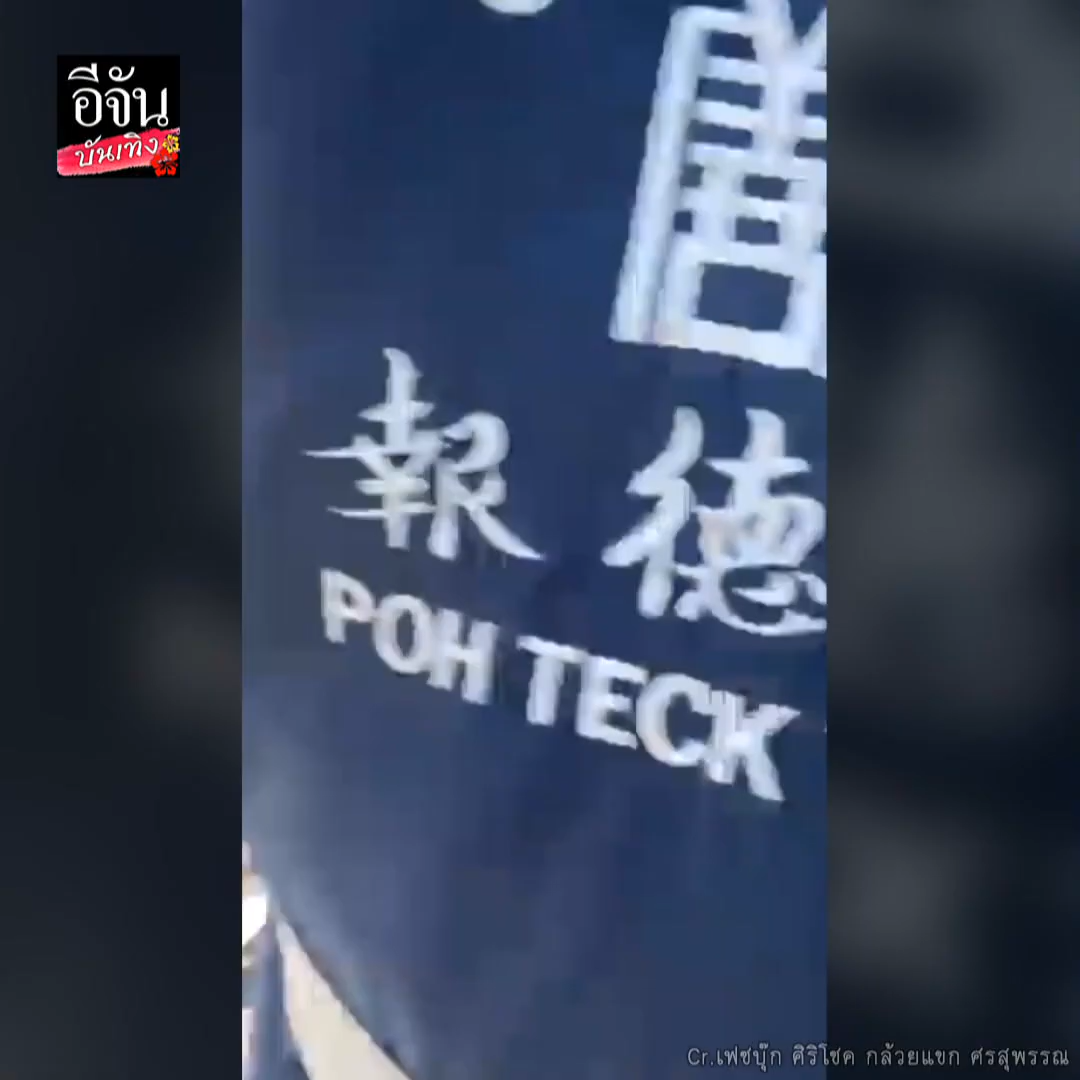 อีจัน
บันเทิง
善
報 德
POH TECK
Cr.เฟซบุ๊ก ศิริโชค กล้วยแขก ศรสุพรรณ